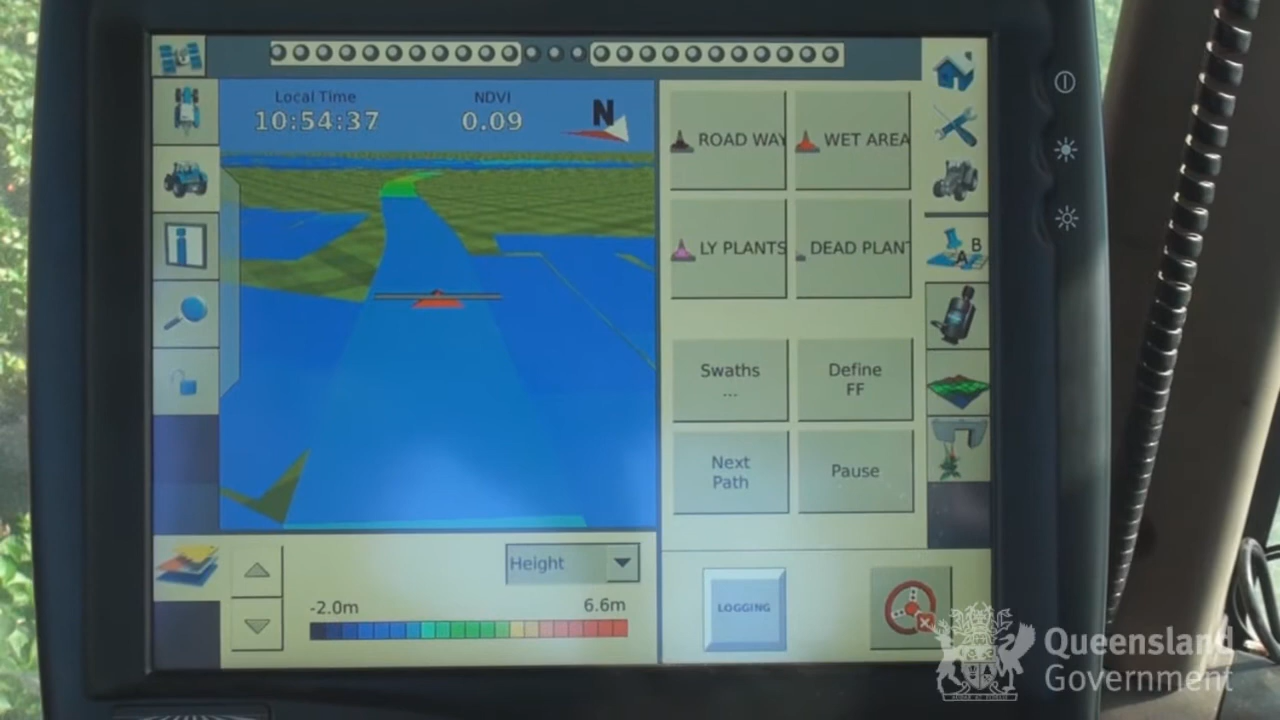 Local Time
NDVI
10:54:37
0.09
N
ROAD WAY
WET AREA
LY PLANTS
DEAD PLANT
B
A
Swaths
...
Define
FF
Next
Path
Pause
Height
-2.0m
6.6m
LOGGING
Queensland
Government